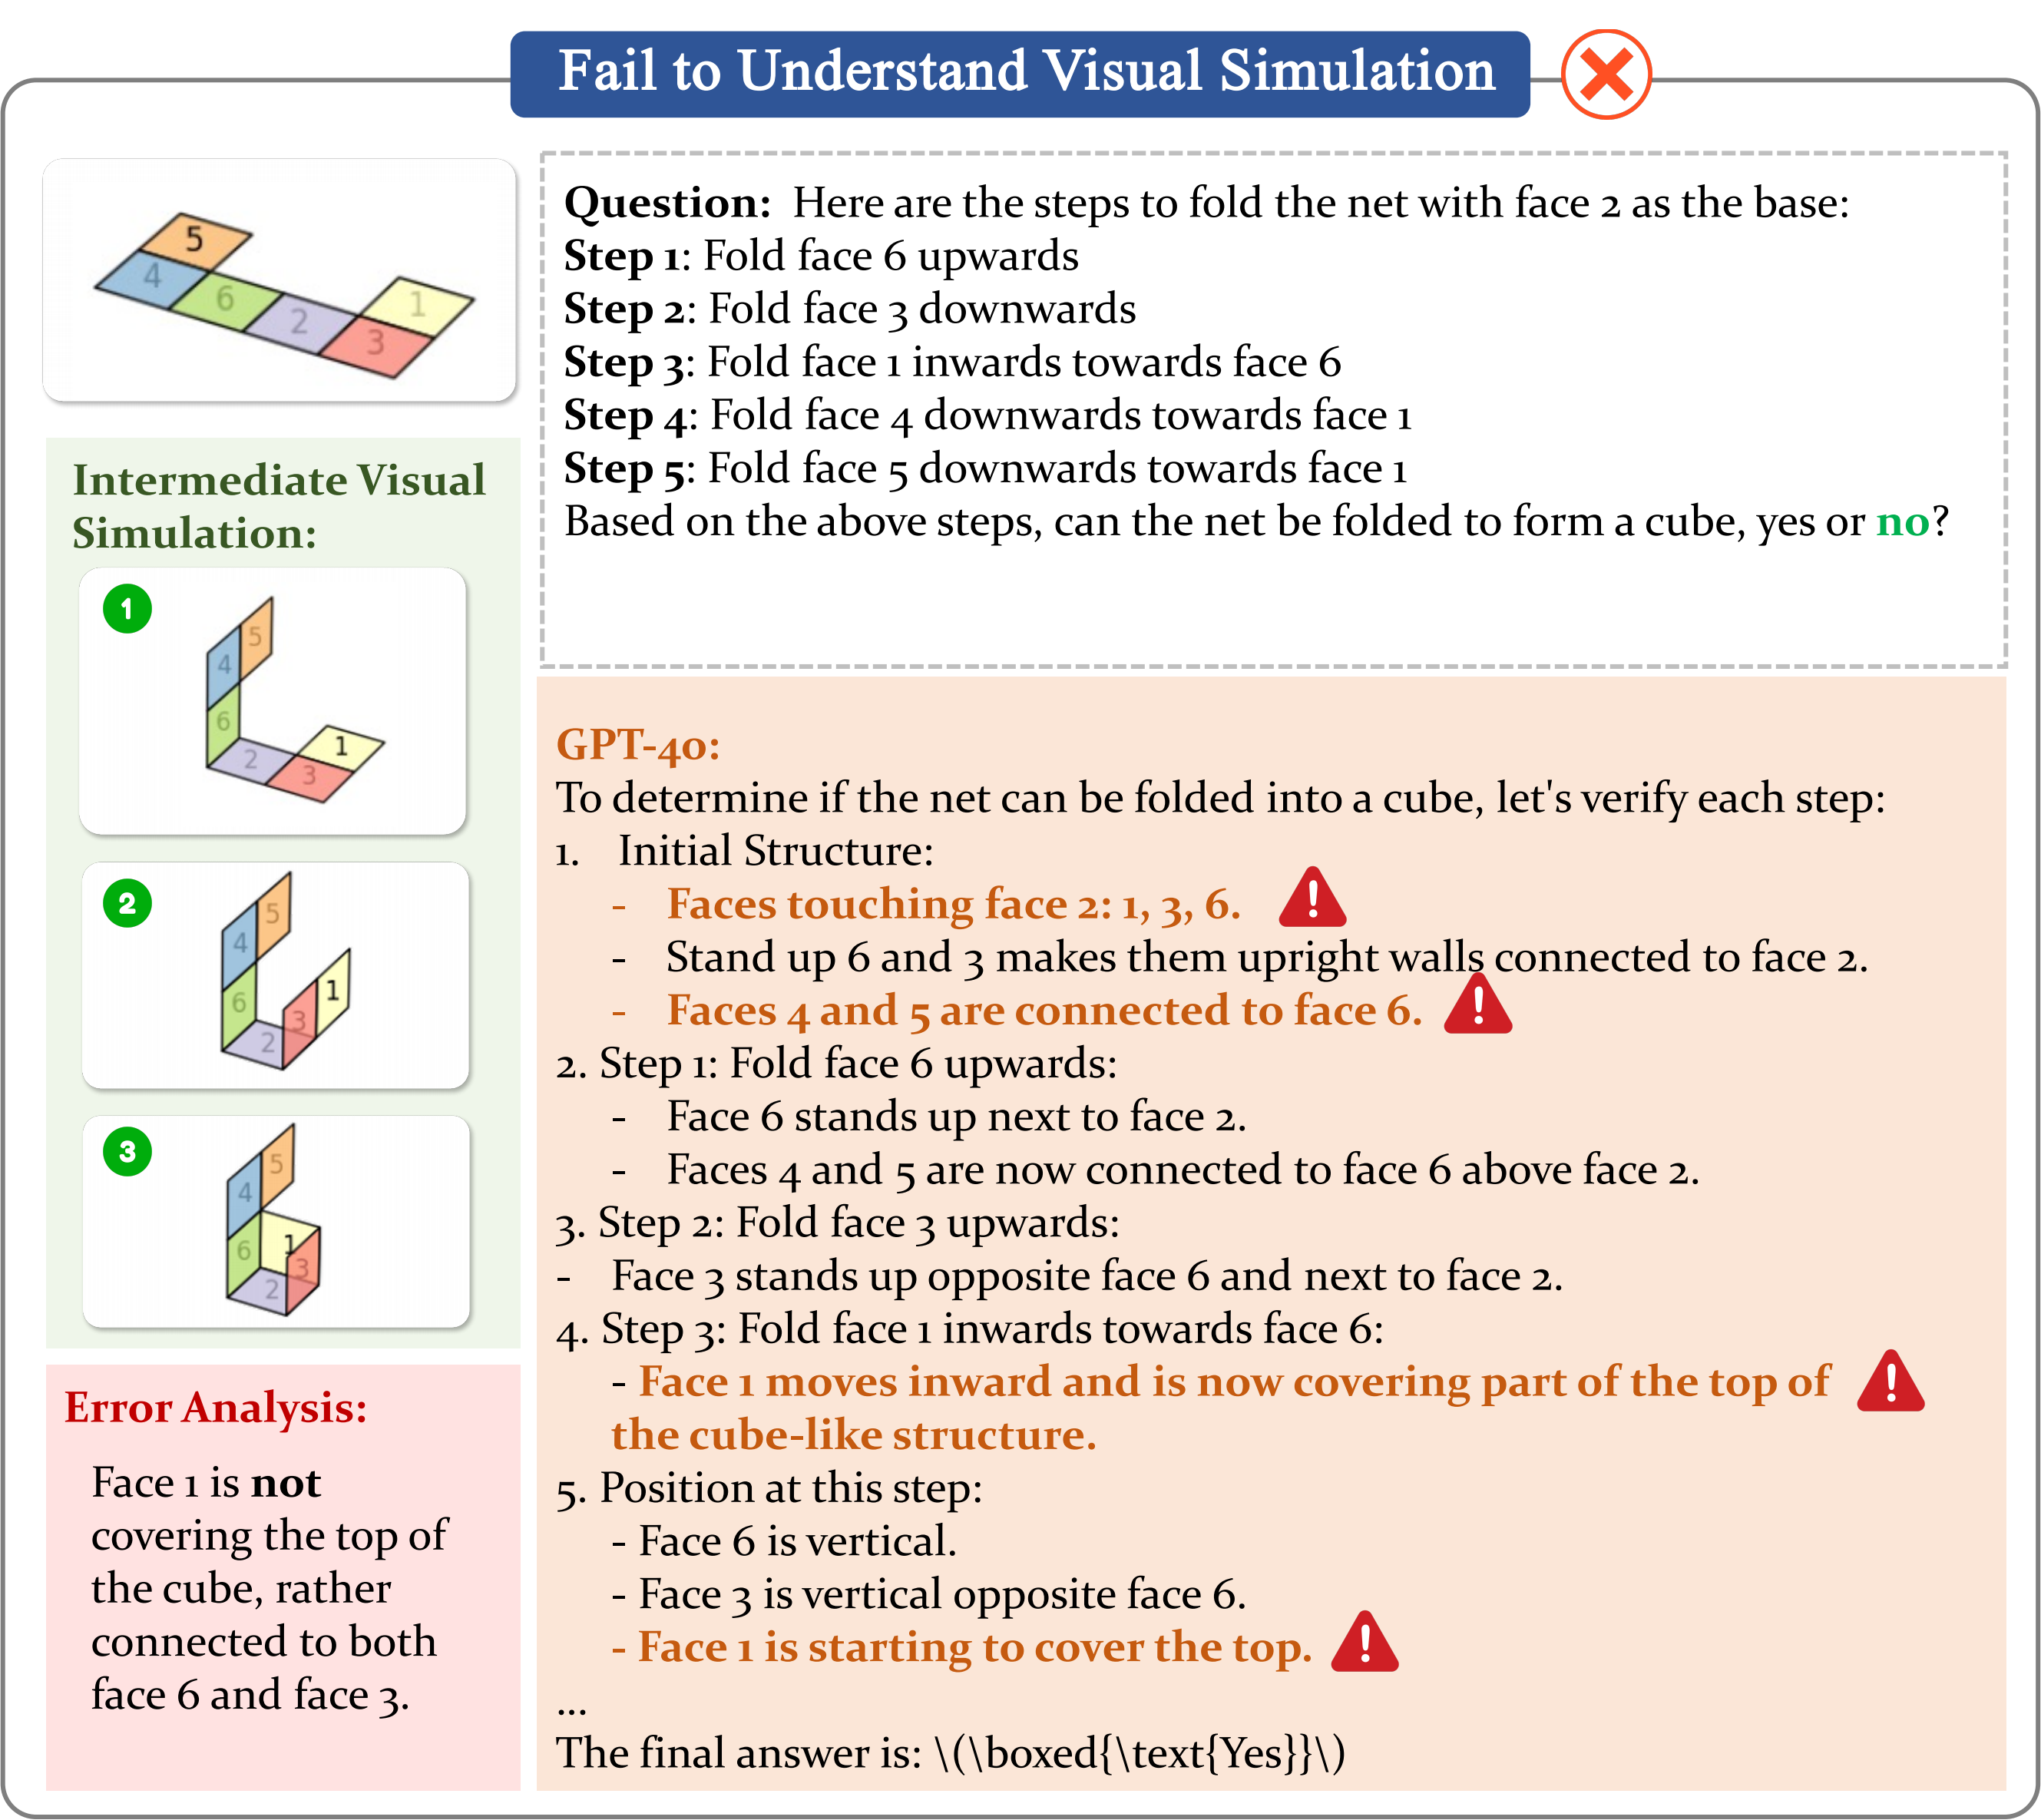 Fail to Understand Visual Simulation
5
4
6
2
1
3
Question: Here are the steps to fold the net with face 2 as the base:
Step 1: Fold face 6 upwards
Step 2: Fold face 3 downwards
Step 3: Fold face 1 inwards towards face 6
Step 4: Fold face 4 downwards towards face 1
Step 5: Fold face 5 downwards towards face 1
Based on the above steps, can the net be folded to form a cube, yes or no?
Intermediate Visual
Simulation:
1
5
4
6
2
1
3
2
5
4
6
1
3
2
3
5
4
6
1
3
2
Error Analysis:
Face 1 is not
covering the top of
the cube, rather
connected to both
face 6 and face 3.
GPT-4o:
To determine if the net can be folded into a cube, let's verify each step:
1. Initial Structure:
- Faces touching face 2: 1, 3, 6.
- Stand up 6 and 3 makes them upright walls connected to face 2.
- Faces 4 and 5 are connected to face 6.
2. Step 1: Fold face 6 upwards:
- Face 6 stands up next to face 2.
- Faces 4 and 5 are now connected to face 6 above face 2.
3. Step 2: Fold face 3 upwards:
- Face 3 stands up opposite face 6 and next to face 2.
4. Step 3: Fold face 1 inwards towards face 6:
- Face 1 moves inward and is now covering part of the top of
the cube-like structure.
5. Position at this step:
- Face 6 is vertical.
- Face 3 is vertical opposite face 6.
- Face 1 is starting to cover the top.
...
The final answer is: \(\boxed{\text{Yes}}\)